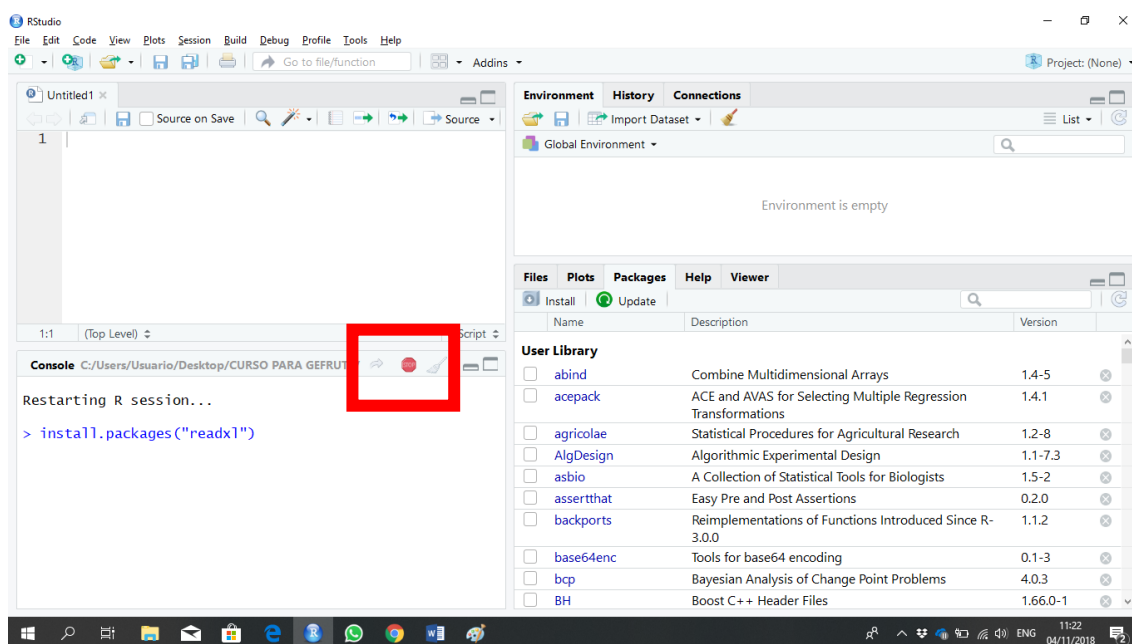 RStudio
File Edit Code View Plots Session Build Debug Profile Tools Help
Go to file/function Addins Project: (None)
Untitled1
Source on Save Source
1
1:1 (Top Level) Script
Console C:/Users/Usuario/Desktop/CURSO PARA GEFRUT
Restarting R session...
> install.packages("readxl")
Environment History Connections
Import Dataset List
Global Environment
Environment is empty
Files Plots Packages Help Viewer
Install Update
Name Description Version
User Library
abind Combine Multidimensional Arrays 1.4-5
acepack ACE and AVAS for Selecting Multiple Regression 1.4.1
Transformations
agricolae Statistical Procedures for Agricultural Research 1.2-8
AlgDesign Algorithmic Experimental Design 1.1-7.3
asbio A Collection of Statistical Tools for Biologists 1.5-2
assertthat Easy Pre and Post Assertions 0.2.0
backports Reimplementations of Functions Introduced Since R- 1.1.2
3.0.0
base64enc Tools for base64 encoding 0.1-3
bcp Bayesian Analysis of Change Point Problems 4.0.3
BH Boost C++ Header Files 1.66.0-1
ENG 11:22
04/11/2018